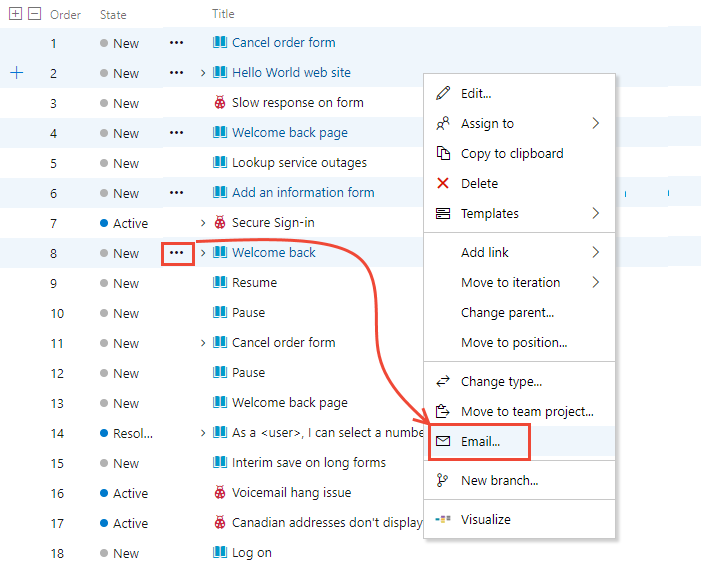 Order State Title
1 New ••• Cancel order form
2 New ••• Hello World web site
3 New Slow response on form
4 New ••• Welcome back page
5 New Lookup service outages
6 New ••• Add an information form
7 Active Secure Sign-in
8 New ••• Welcome back
9 New Resume
10 New Pause
11 New Cancel order form
12 New Pause
13 New Welcome back page
14 Resol... As a <user>, I can select a numbe
15 New Interim save on long forms
16 Active Voicemail hang issue
17 Active Canadian addresses don't display
18 New Log on
Edit...
Assign to
Copy to clipboard
Delete
Templates
Add link
Move to iteration
Change parent...
Move to position...
Change type...
Move to team project...
Email...
New branch...
Visualize